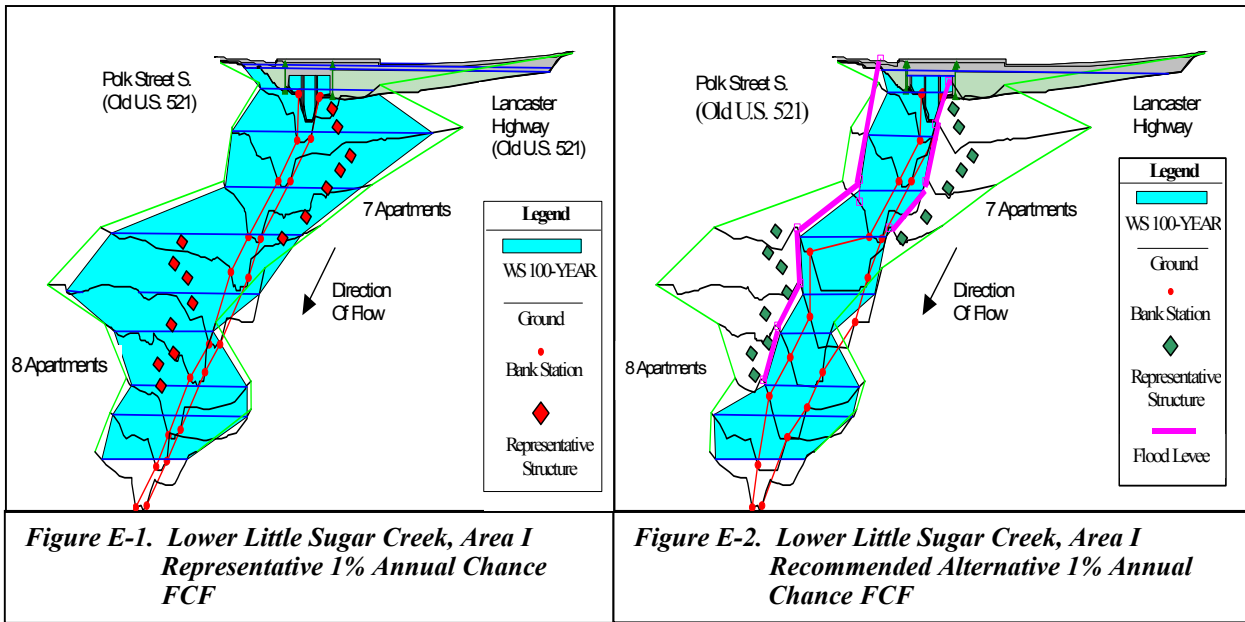 Polk Street S.
(Old U.S. 521)
Lancaster
Highway
(Old U.S. 521)
7 Apartments
Direction
Of Flow
8 Apartments
Legend
WS 100-YEAR
Ground
Bank Station
Representative
Structure
Figure E-1. Lower Little Sugar Creek, Area I
Representative 1% Annual Chance
FCF
Polk Street S.
(Old U.S. 521)
Lancaster
Highway
7 Apartments
Direction
Of Flow
8 Apartments
Legend
WS 100-YEAR
Ground
Bank Station
Representative
Structure
Flood Levee
Figure E-2. Lower Little Sugar Creek, Area I
Recommended Alternative 1% Annual
Chance FCF